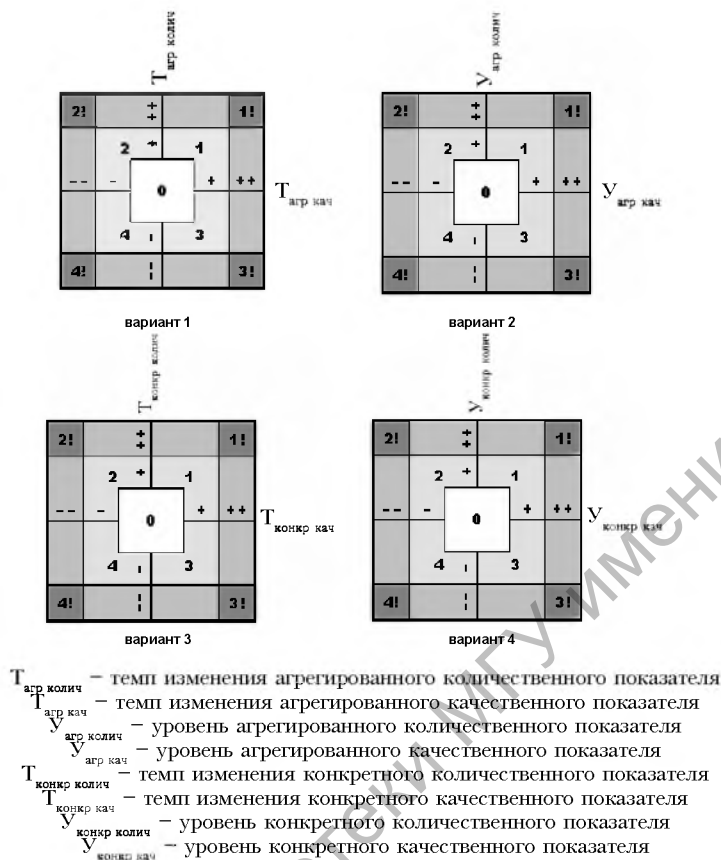 Т агр колич
У агр колич
2! + + 1!
2 + 1
-- - 0 + ++
Т агр кач
4 - 3
4! -- 3!
2! + + 1!
2 + 1
-- - 0 + ++
У агр кач
4 - 3
4! -- 3!
вариант 1
вариант 2
Т конкр колич
У конкр колич
2! + + 1!
2 + 1
-- - 0 + ++
Т конкр кач
4 - 3
4! -- 3!
2! + + 1!
2 + 1
-- - 0 + ++
У конкр кач
4 - 3
4! -- 3!
вариант 3
вариант 4
Т агр колич – темп изменения агрегированного количественного показателя
Т агр кач – темп изменения агрегированного качественного показателя
У агр колич – уровень агрегированного количественного показателя
У агр кач – уровень агрегированного качественного показателя
Т конкр колич – темп изменения конкретного количественного показателя
Т конкр кач – темп изменения конкретного качественного показателя
У конкр колич – уровень конкретного количественного показателя
У конкр кач – уровень конкретного качественного показателя
МГУ имени